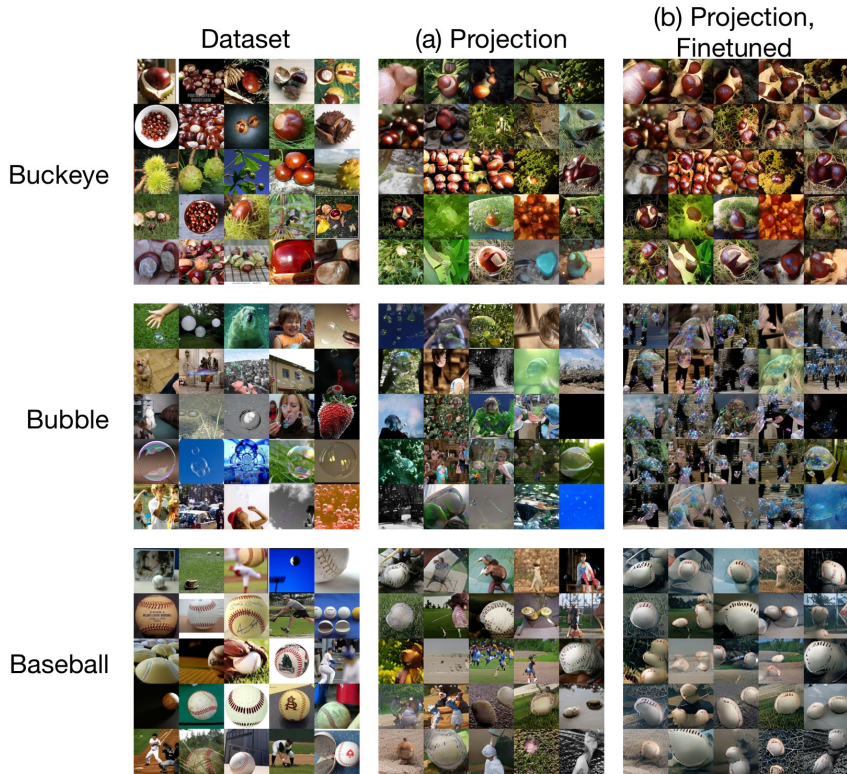 Dataset
(a) Projection
(b) Projection,
Finetuned
Buckeye
Bubble
Baseball